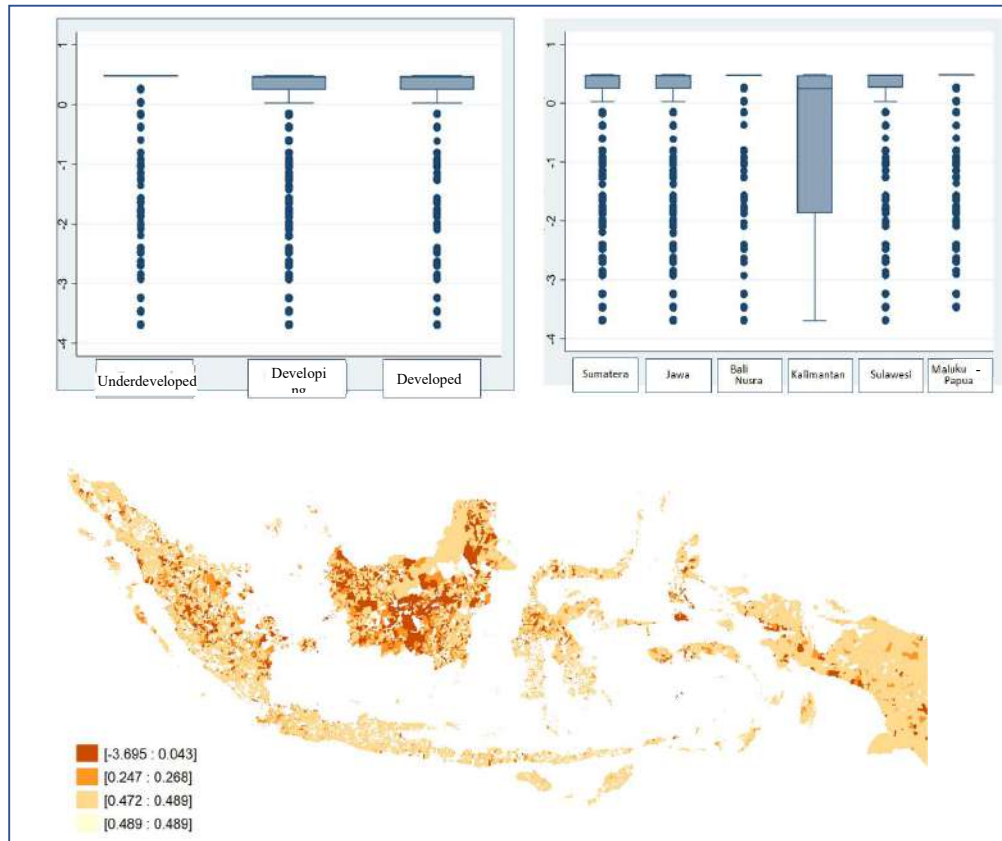 1
0
-1
-2
-3
-4
Underdeveloped
Developi
ng
Developed
1
0
-1
-2
-3
-4
Sumatera
Jawa
Bali
Nusra
Kalimantan
Sulawesi
Maluku -
Papua
[-3.695 : 0.043]
[0.247 : 0.268]
[0.472 : 0.489]
[0.489 : 0.489]